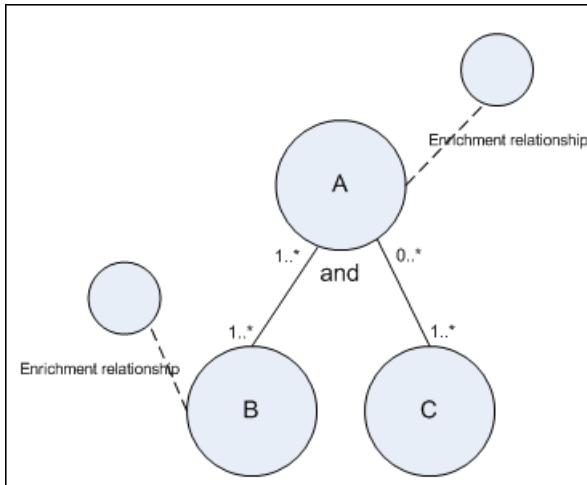 Enrichment relationship
A
1..*
and
0..*
Enrichment relationship
1..*
1..*
B
C